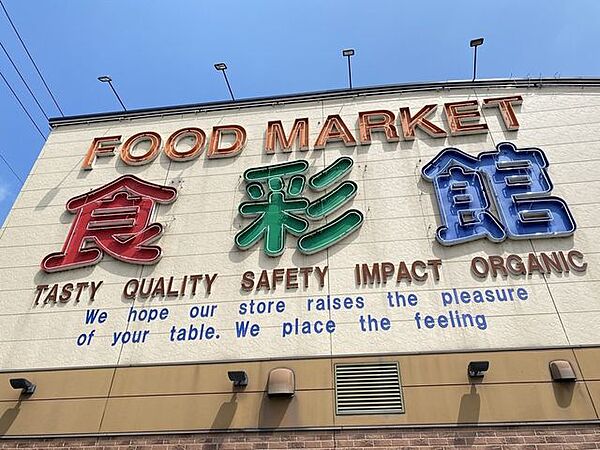 FOOD MARKET
食彩館
TASTY QUALITY SAFETY IMPACT ORGANIC
We hope our store raises the pleasure
of your table. We place the feeling